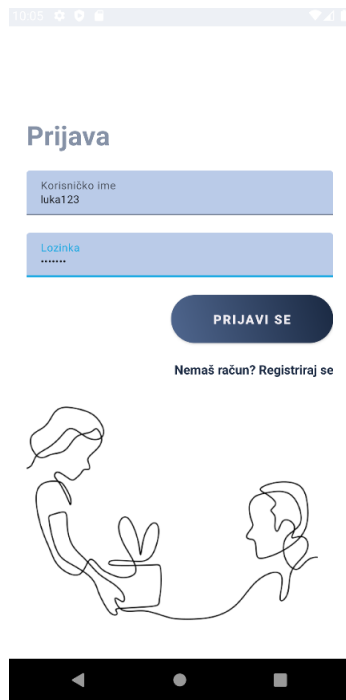 10:05
Prijava
Korisničko ime
luka123
Lozinka
•••••••
PRIJAVI SE
Nemaš račun? Registriraj se